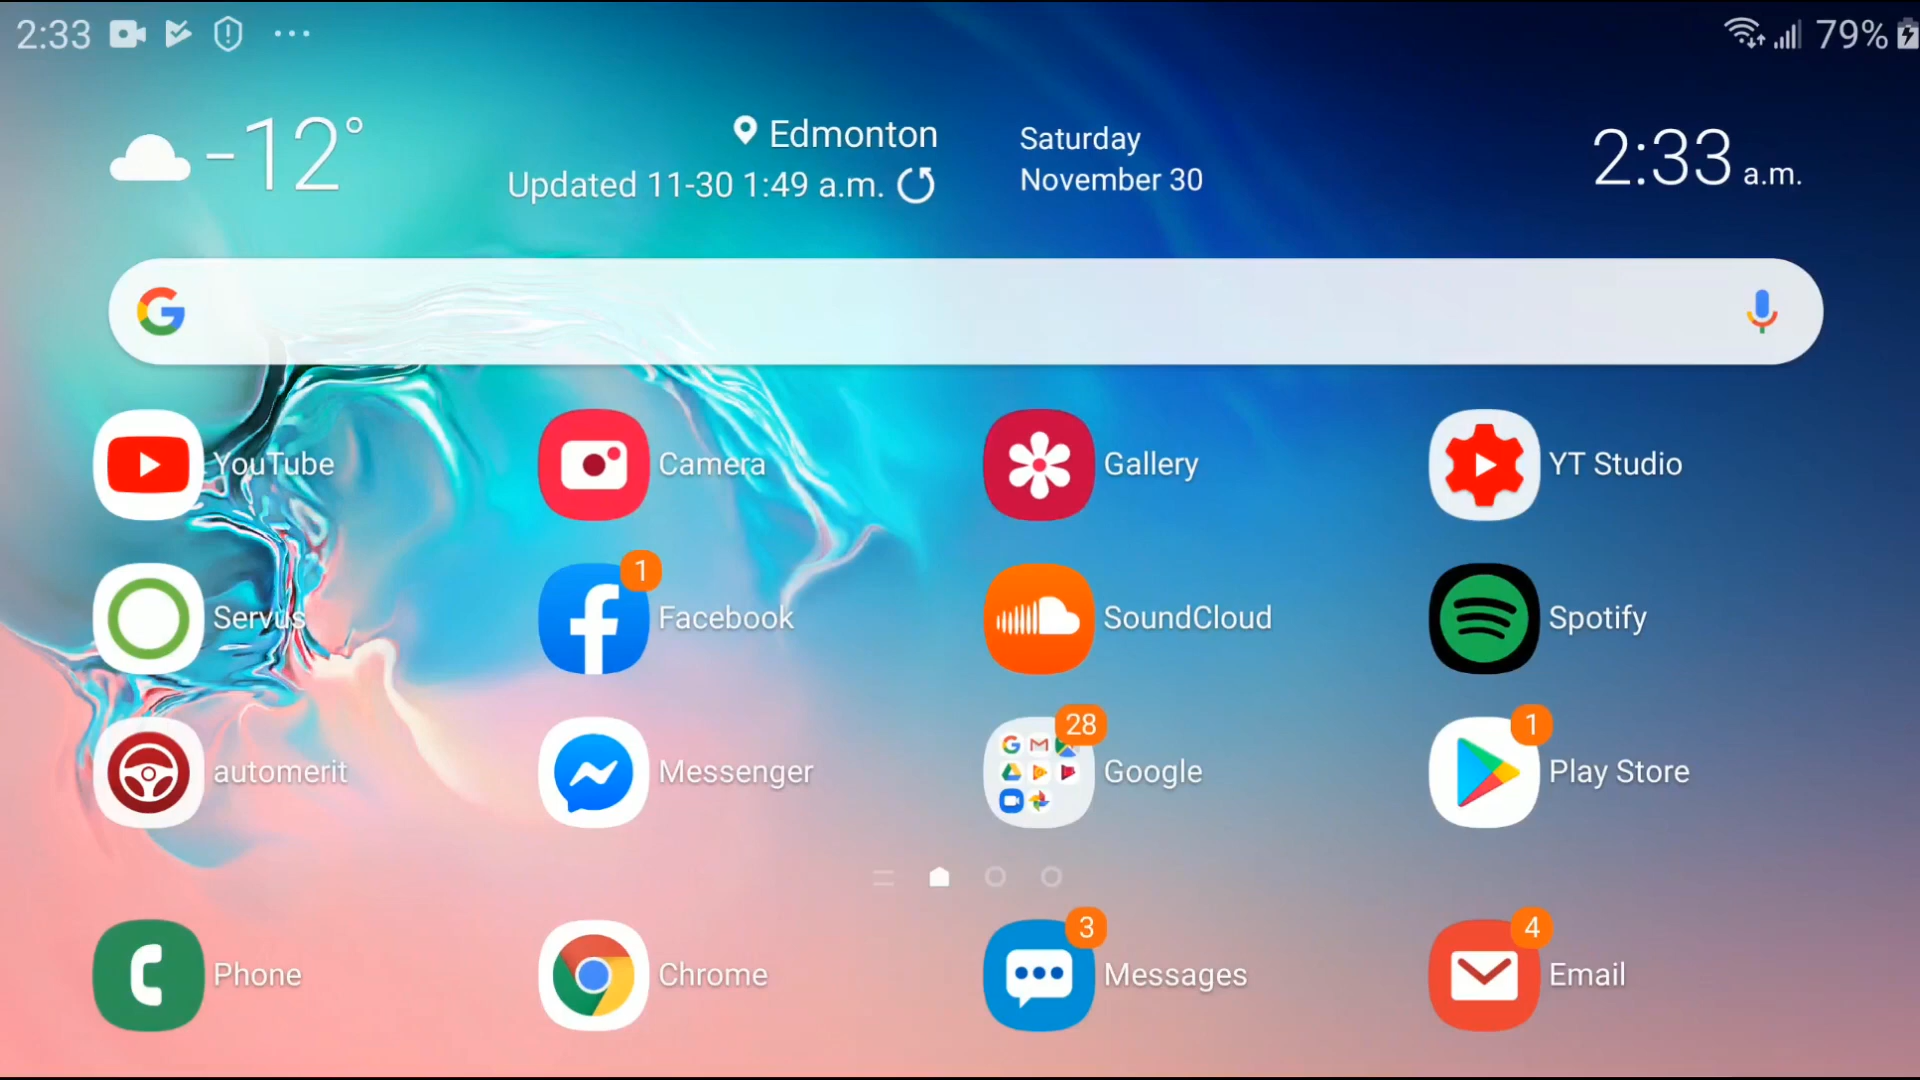 2:33
79%
-12°
Edmonton
Updated 11-30 1:49 a.m.
Saturday
November 30
2:33 a.m.
YouTube
Camera
Gallery
YT Studio
Servus
1
Facebook
SoundCloud
Spotify
automerit
Messenger
28
Google
1
Play Store
Phone
Chrome
3
Messages
4
Email